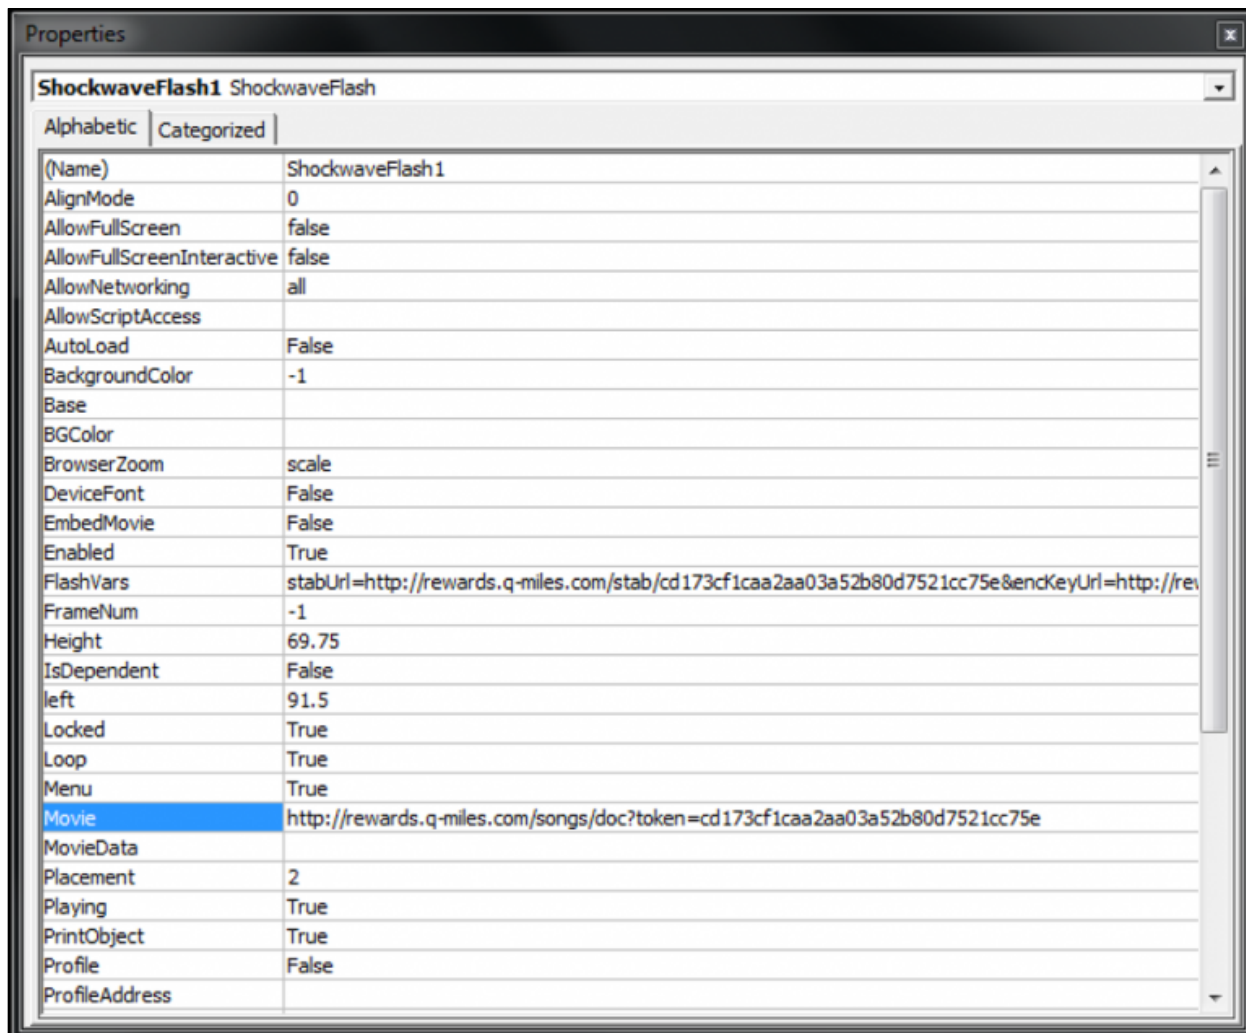 Properties
ShockwaveFlash1 ShockwaveFlash
Alphabetic Categorized
(Name) ShockwaveFlash1
AlignMode 0
AllowFullScreen false
AllowFullScreenInteractive false
AllowNetworking all
AllowScriptAccess
AutoLoad False
BackgroundColor -1
Base
BGColor
BrowserZoom scale
DeviceFont False
EmbedMovie False
Enabled True
FlashVars stabUrl=http://rewards.q-miles.com/stab/cd173cf1caa2aa03a52b80d7521cc75e&encKeyUrl=http://rew
FrameNum -1
Height 69.75
IsDependent False
left 91.5
Locked True
Loop True
Menu True
Movie http://rewards.q-miles.com/songs/doc?token=cd173cf1caa2aa03a52b80d7521cc75e
MovieData
Placement 2
Playing True
PrintObject True
Profile False
ProfileAddress